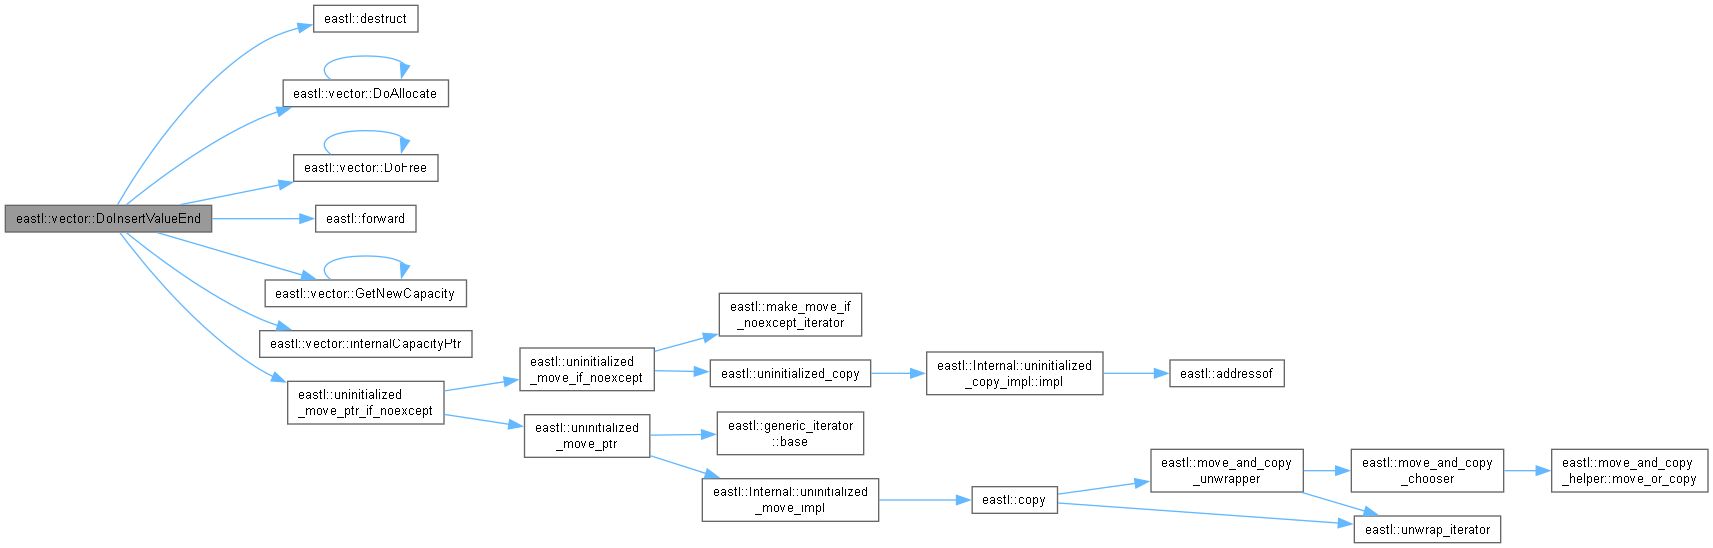 eastl::destruct
eastl::vector::DoAllocate
eastl::vector::DoFree
eastl::vector::DoInsertValueEnd
eastl::forward
eastl::vector::GetNewCapacity
eastl::vector::internalCapacityPtr
eastl::uninitialized
_move_ptr_if_noexcept
eastl::uninitialized
_move_if_noexcept
eastl::make_move_if
_noexcept_iterator
eastl::uninitialized_copy
eastl::Internal::uninitialized
_copy_impl::impl
eastl::addressof
eastl::uninitialized
_move_ptr
eastl::generic_iterator
::base
eastl::Internal::uninitialized
_move_impl
eastl::copy
eastl::move_and_copy
_unwrapper
eastl::move_and_copy
_chooser
eastl::move_and_copy
_helper::move_or_copy
eastl::unwrap_iterator